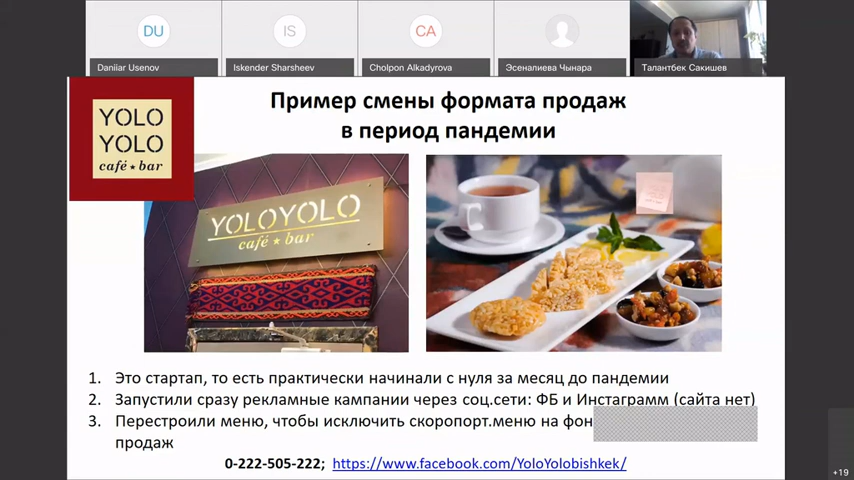 DU
IS
CA
Daniiar Usenov
Iskender Sharsheev
Cholpon Alkadyrova
Эсеналиева Чынара
Талантбек Сакишев
YOLO
YOLO
café ★ bar
Пример смены формата продаж
в период пандемии
YOLOYOLO
café ★ bar
1. Это стартап, то есть практически начинали с нуля за месяц до пандемии
2. Запустили сразу рекламные кампании через соц.сети: ФБ и Инстаграмм (сайта нет)
3. Перестроили меню, чтобы исключить скоропорт.меню на фон
продаж
0-222-505-222; https://www.facebook.com/YoloYolobishkek/
+19